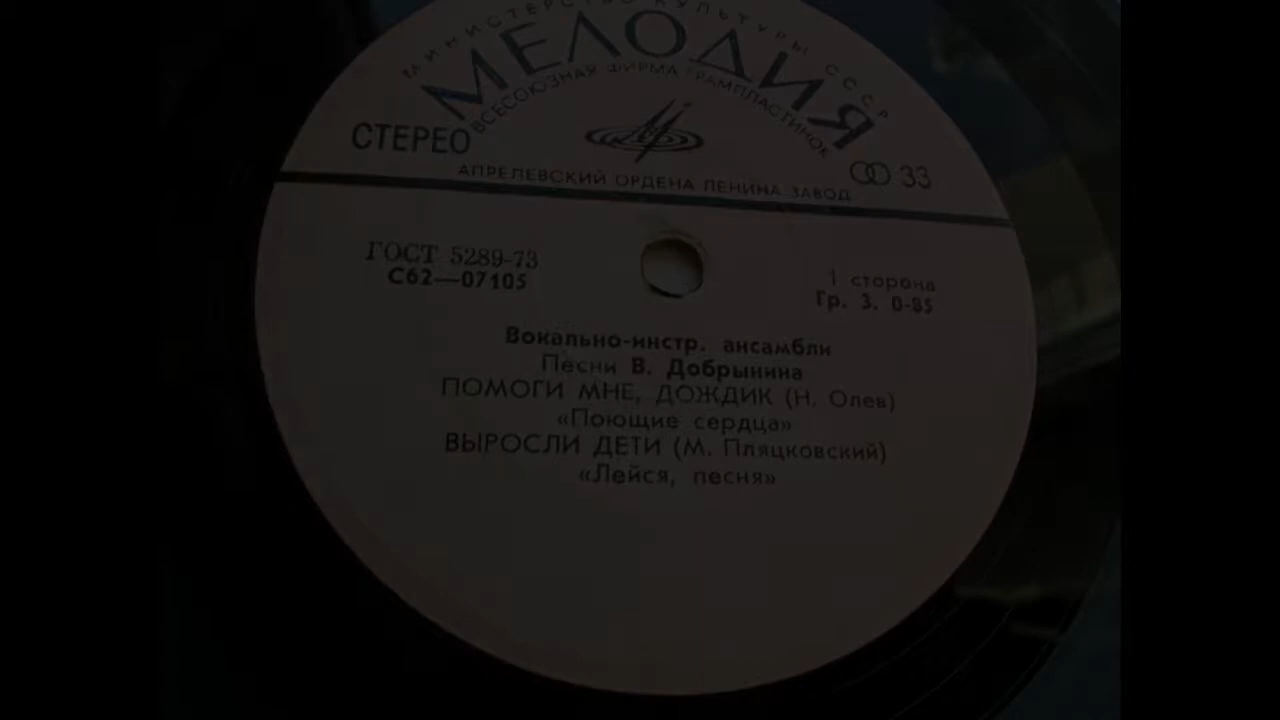 МИНИСТЕРСТВО КУЛЬТУРЫ СССР
МЕЛОДИЯ
ВСЕСОЮЗНАЯ ФИРМА ГРАМПЛАСТИНОК
СТЕРЕО
33
АПРЕЛЕВСКИЙ ОРДЕНА ЛЕНИНА ЗАВОД
ГОСТ 5289-73
С62—07105
1 сторона
Гр. 3. 0-85
Вокально-инстр. ансамбли
Песни В. Добрынина
ПОМОГИ МНЕ, ДОЖДИК (Н. Олев)
«Поющие сердца»
ВЫРОСЛИ ДЕТИ (М. Пляцковский)
«Лейся, песня»